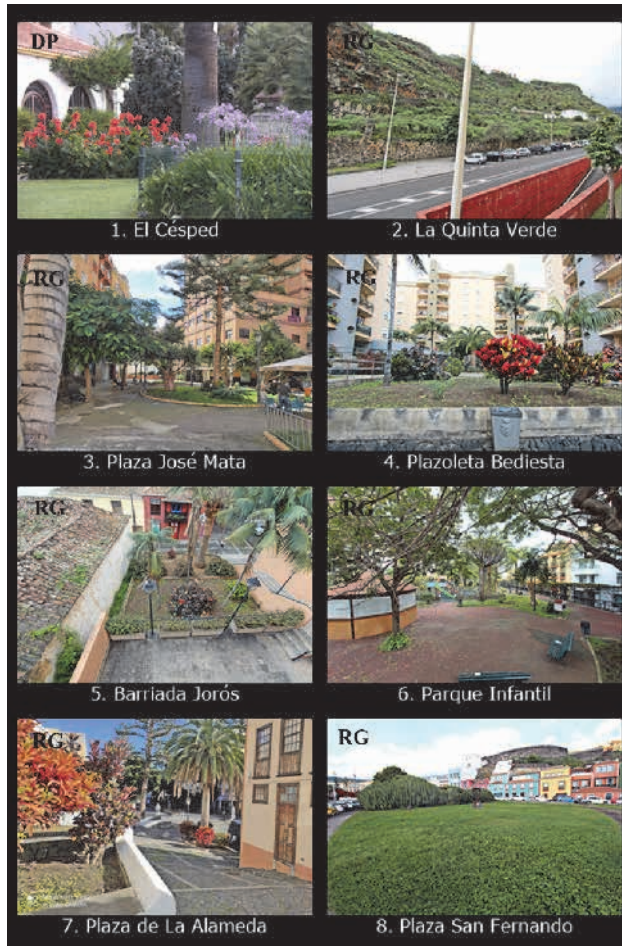 DP
RG
1. El Césped
2. La Quinta Verde
RG
RG
3. Plaza José Mata
4. Plazoleta Bediesta
RG
RG
5. Barriada Jorós
6. Parque Infantil
RG
RG
7. Plaza de La Alameda
8. Plaza San Fernando